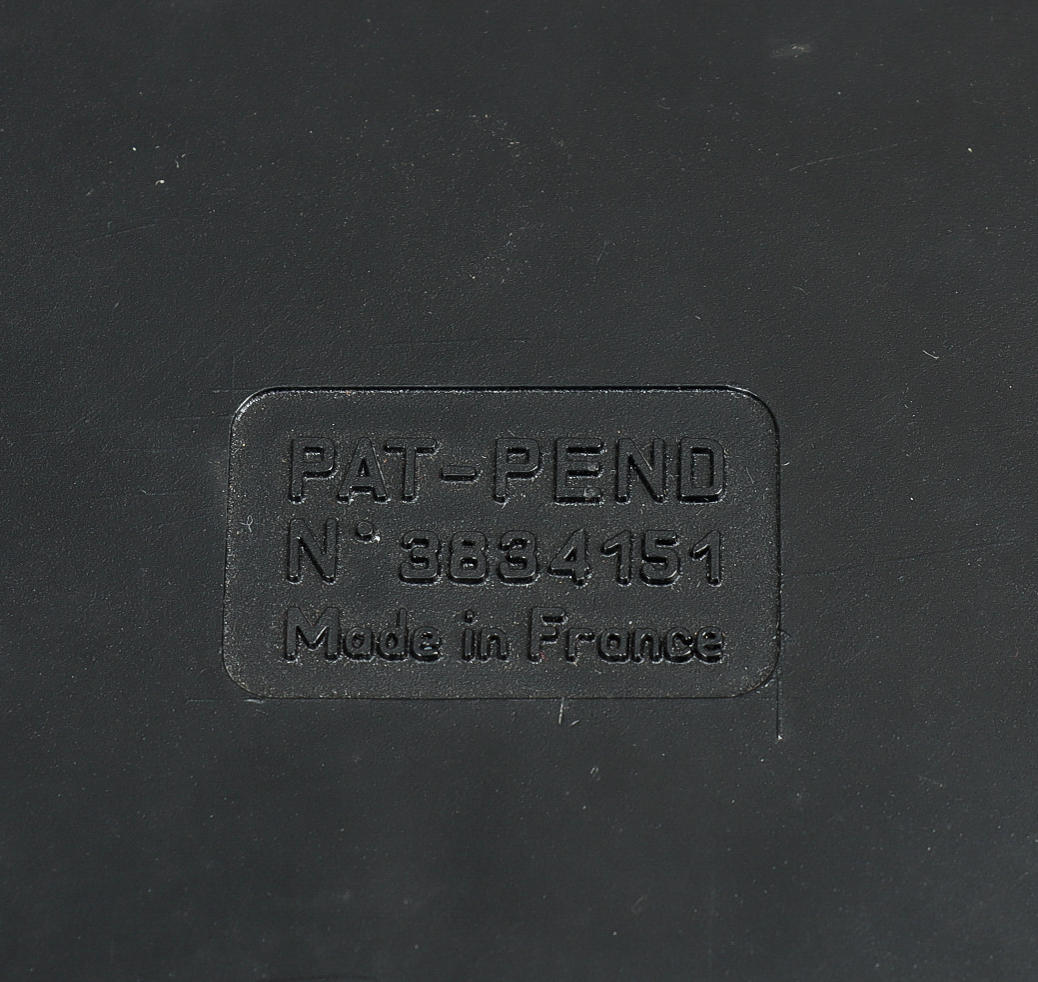 PAT-PEND
N° 3834151
Made in France